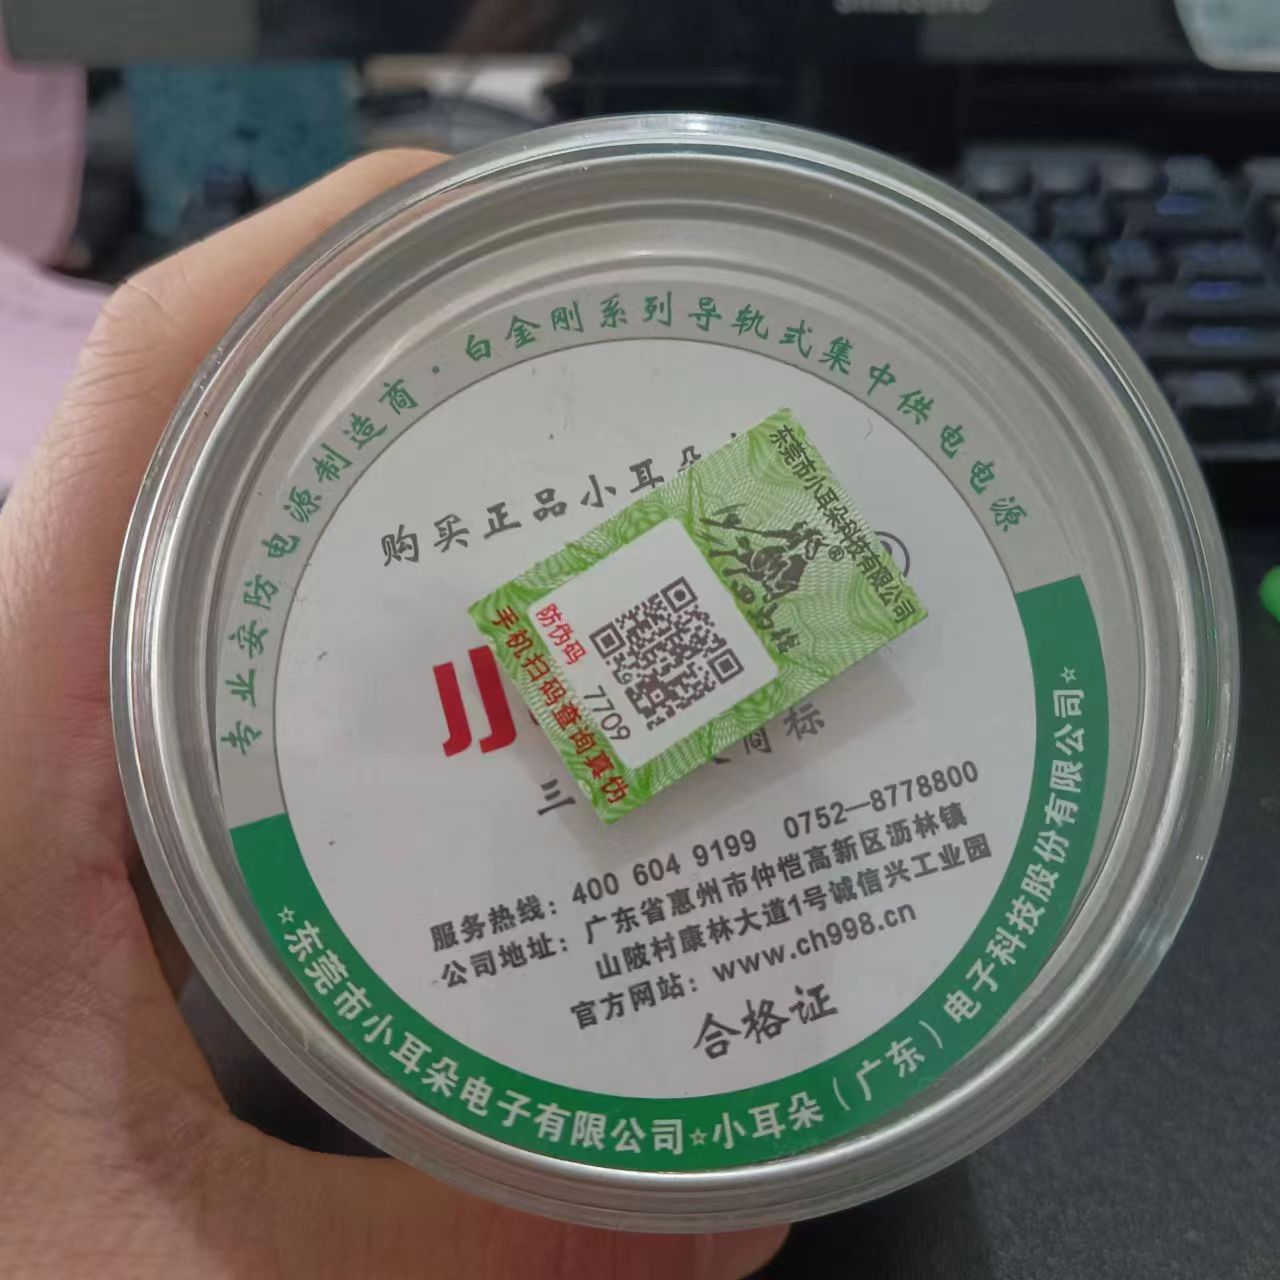 专业安防电源制造商·白金刚系列导轨式集中供电电源
购买正品小耳朵
JJ
三
商标
东莞市小耳朵科技有限公司
®
防伪码
7709
手机扫码查询真伪
服务热线：400 604 9199 0752—8778800
公司地址：广东省惠州市仲恺高新区沥林镇
山陂村康林大道1号诚信兴工业园
官方网站：www.ch998.cn
合格证
☆东莞市小耳朵电子有限公司☆小耳朵（广东）电子科技股份有限公司☆